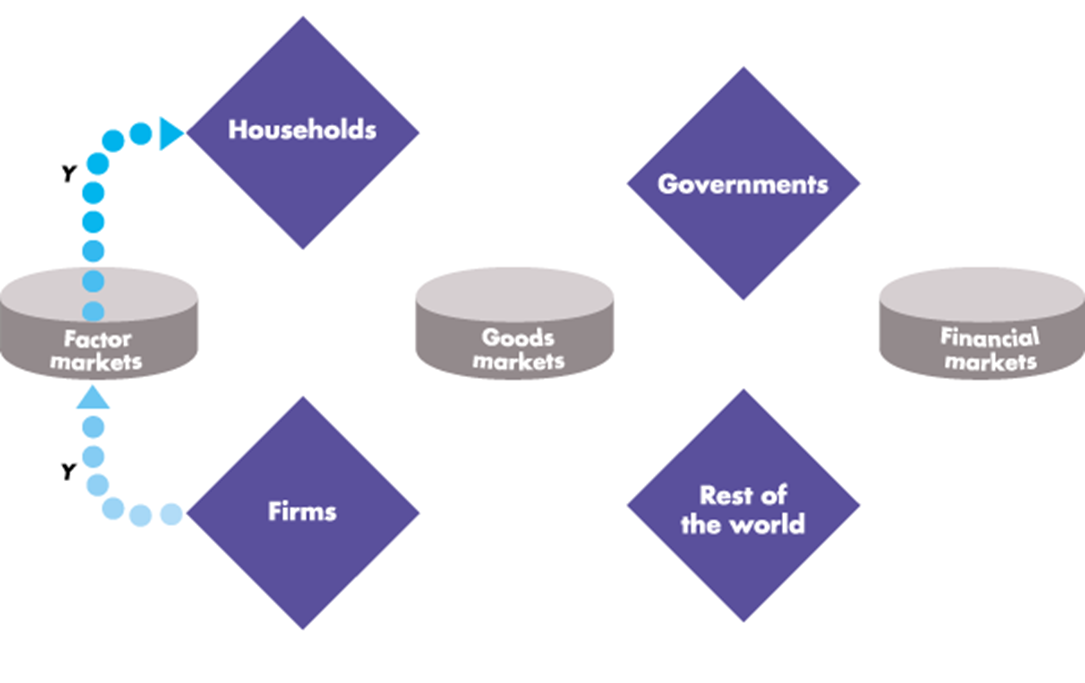 Households
Y
Governments
Factor
markets
Goods
markets
Financial
markets
Y
Firms
Rest of
the world